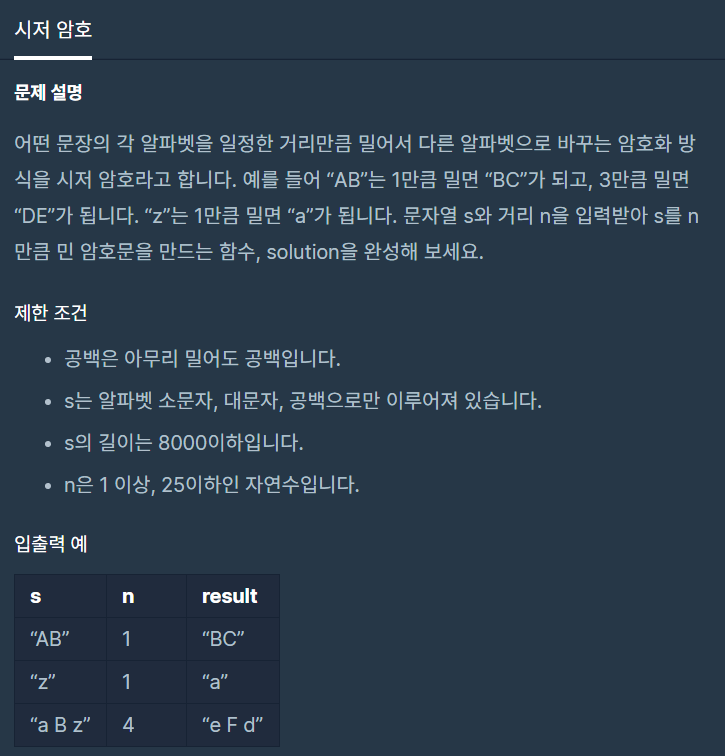 시저 암호
문제 설명
어떤 문장의 각 알파벳을 일정한 거리만큼 밀어서 다른 알파벳으로 바꾸는 암호화 방
식을 시저 암호라고 합니다. 예를 들어 “AB”는 1만큼 밀면 “BC”가 되고, 3만큼 밀면
“DE”가 됩니다. “z”는 1만큼 밀면 “a”가 됩니다. 문자열 s와 거리 n을 입력받아 s를 n
만큼 민 암호문을 만드는 함수, solution을 완성해 보세요.
제한 조건
• 공백은 아무리 밀어도 공백입니다.
• s는 알파벳 소문자, 대문자, 공백으로만 이루어져 있습니다.
• s의 길이는 8000이하입니다.
• n은 1 이상, 25이하인 자연수입니다.
입출력 예
s n result
“AB” 1 “BC”
“z” 1 “a”
“a B z” 4 “e F d”